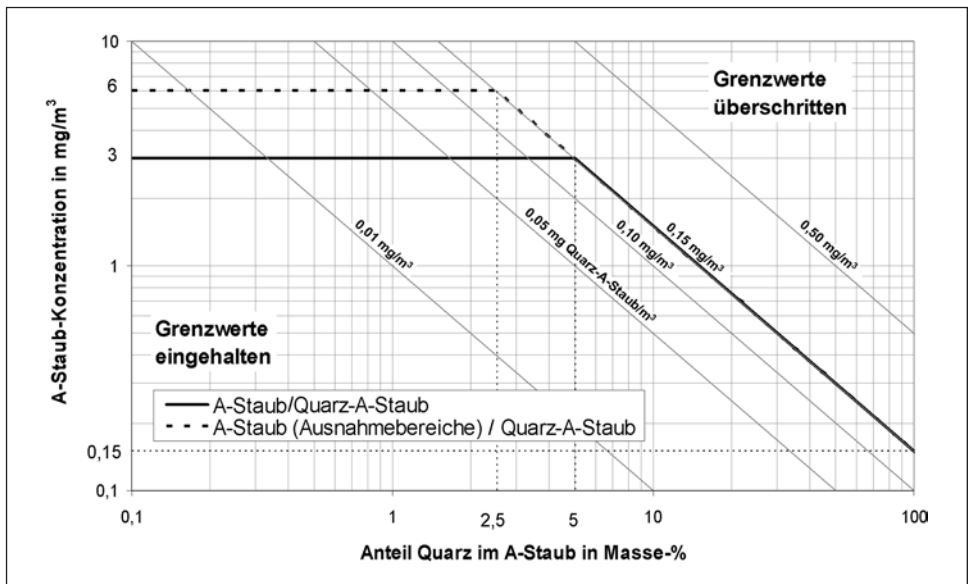 10
6
3
1
0,15
0,1
A-Staub-Konzentration in mg/m³
Grenzwerte
überschritten
0,01 mg/m³
0,05 mg Quarz-A-Staub/m³
0,10 mg/m³
0,15 mg/m³
0,50 mg/m³
Grenzwerte
eingehalten
A-Staub/Quarz-A-Staub
A-Staub (Ausnahmebereiche) / Quarz-A-Staub
0,1 1 2,5 5 10 100
Anteil Quarz im A-Staub in Masse-%